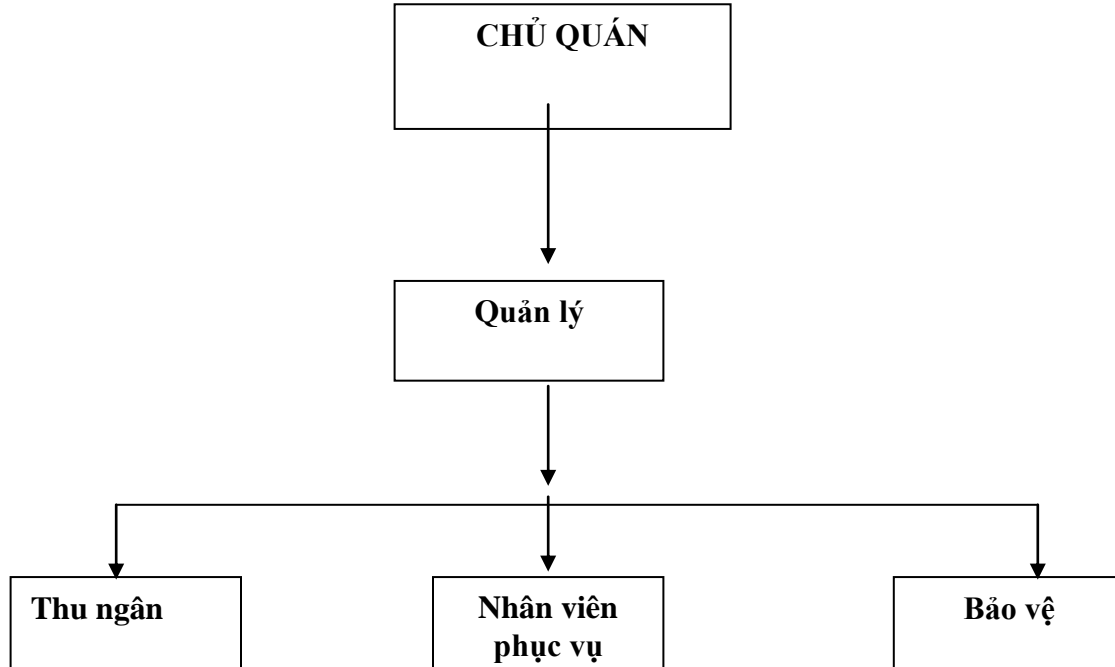 CHỦ QUÁN
Quản lý
Thu ngân
Nhân viên
phục vụ
Bảo vệ